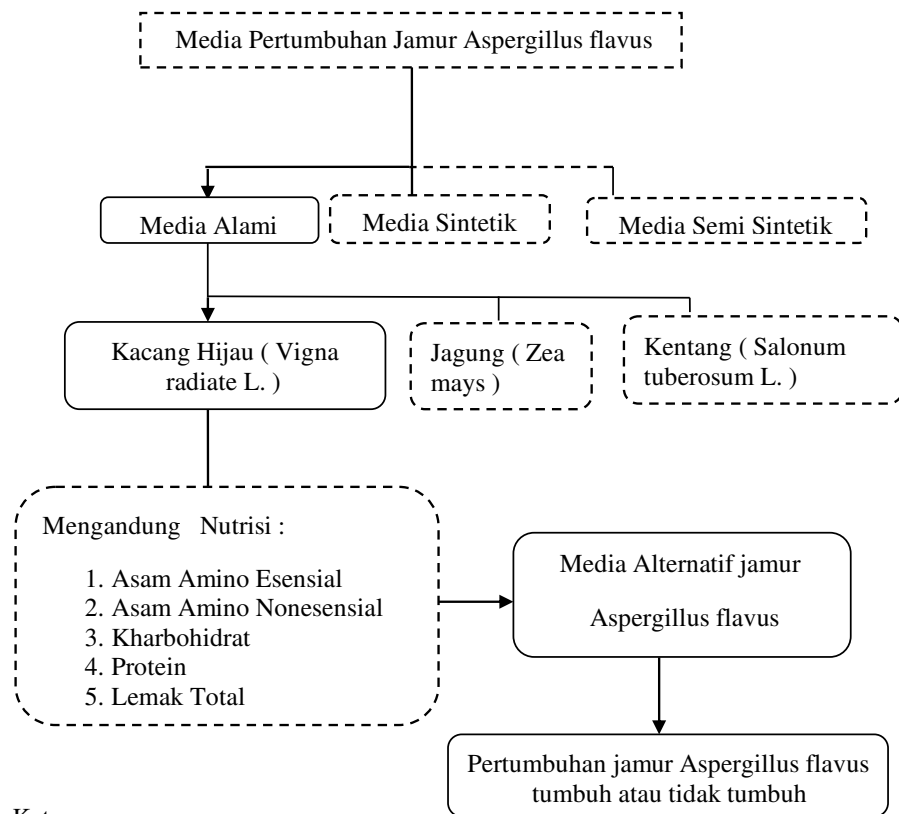 Media Pertumbuhan Jamur Aspergillus flavus
Media Alami
Media Sintetik
Media Semi Sintetik
Kacang Hijau ( Vigna
radiate L. )
Jagung ( Zea
mays )
Kentang ( Salonum
tuberosum L. )
Mengandung Nutrisi :
1. Asam Amino Esensial
2. Asam Amino Nonesensial
3. Kharbohidrat
4. Protein
5. Lemak Total
Media Alternatif jamur
Aspergillus flavus
Pertumbuhan jamur Aspergillus flavus
tumbuh atau tidak tumbuh